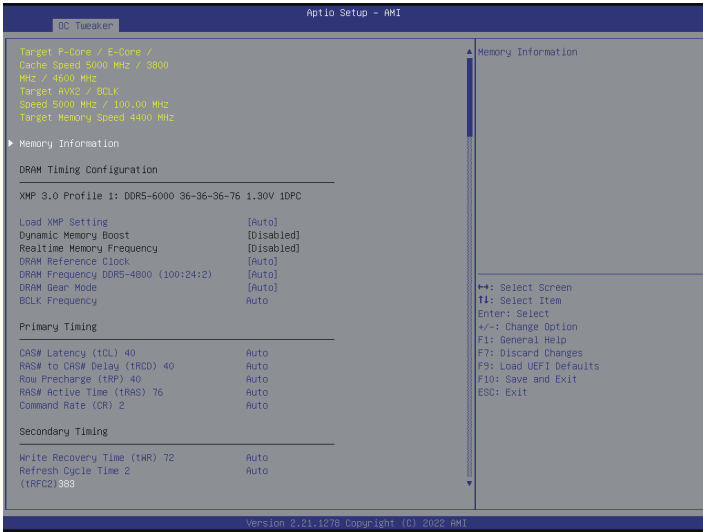 Aptio Setup - AMI
OC Tweaker
Target P-Core / E-Core /
Cache Speed 5000 MHz / 3800
MHz / 4600 MHz
Target AVX2 / BCLK
Speed 5000 MHz / 100.00 MHz
Target Memory Speed 4400 MHz
Memory Information
DRAM Timing Configuration
XMP 3.0 Profile 1: DDR5-6000 36-36-36-76 1.30V 1DPC
Load XMP Setting [Auto]
Dynamic Memory Boost [Disabled]
Realtime Memory Frequency [Disabled]
DRAM Reference Clock [Auto]
DRAM Frequency DDR5-4800 (100:24:2) [Auto]
DRAM Gear Mode [Auto]
BCLK Frequency Auto
Primary Timing
CAS# Latency (tCL) 40 Auto
RAS# to CAS# Delay (tRCD) 40 Auto
Row Precharge (tRP) 40 Auto
RAS# Active Time (tRAS) 76 Auto
Command Rate (CR) 2 Auto
Secondary Timing
Write Recovery Time (tWR) 72 Auto
Refresh Cycle Time 2 Auto
(tRFC2)383
Memory Information
↔: Select Screen
↑↓: Select Item
Enter: Select
+/-: Change Option
F1: General Help
F7: Discard Changes
F9: Load UEFI Defaults
F10: Save and Exit
ESC: Exit
Version 2.21.1278 Copyright (C) 2022 AMI